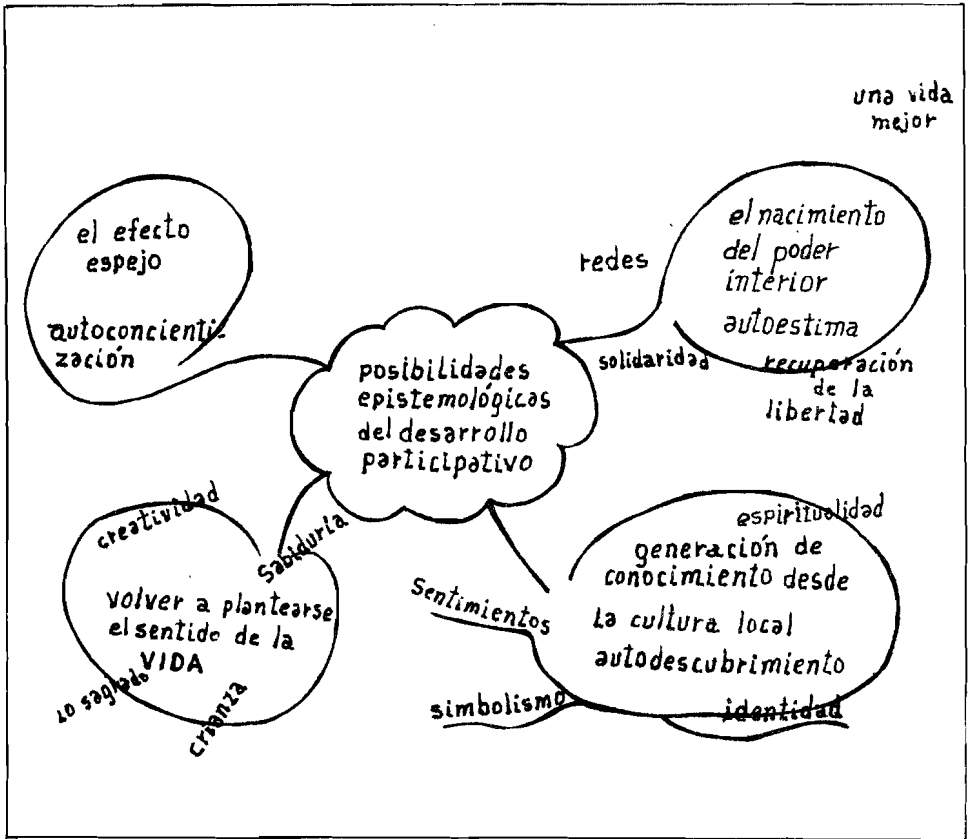 una vida
mejor
el efecto
espejo
autoconcienti-
zación
redes
el nacimiento
del poder
interior
autoestima
solidaridad
recuperación
de la
libertad
posibilidades
epistemológicas
del desarrollo
participativo
creatividad
Sabiduría
volver a plantearse
el sentido de la
VIDA
lo sagrado
crianza
espiritualidad
generación de
conocimiento desde
La cultura local
autodescubrimiento
identidad
Sentimientos
simbolismo